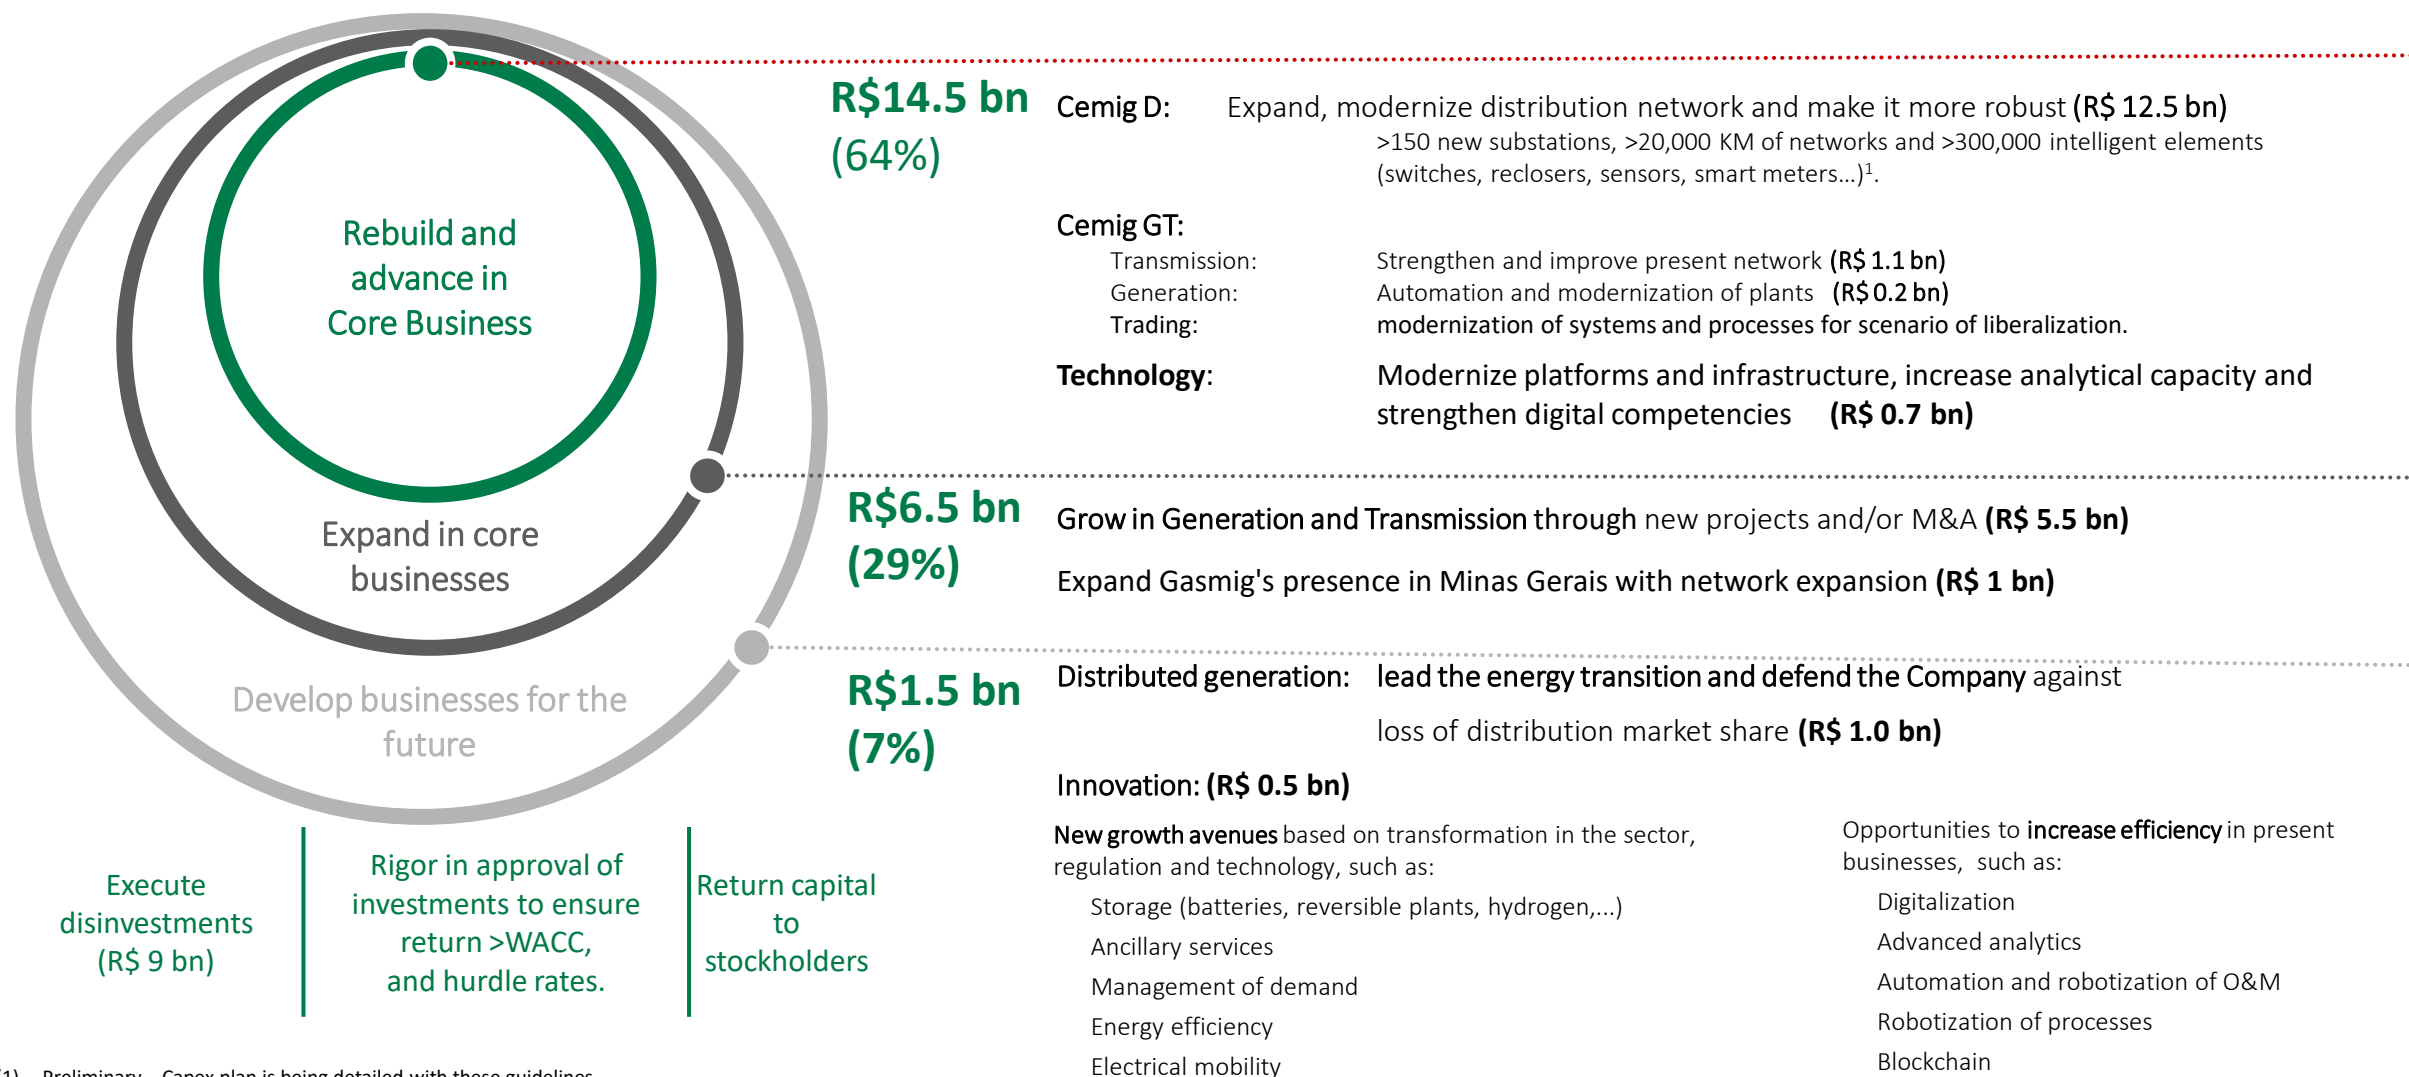 R$14.5 bn
(64%)
Cemig D: Expand, modernize distribution network and make it more robust (R$ 12.5 bn)
>150 new substations, >20,000 KM of networks and >300,000 intelligent elements
(switches, reclosers, sensors, smart meters...)1.
Cemig GT:
Transmission: Strengthen and improve present network (R$ 1.1 bn)
Generation: Automation and modernization of plants (R$ 0.2 bn)
Trading: modernization of systems and processes for scenario of liberalization.
Technology: Modernize platforms and infrastructure, increase analytical capacity and
strengthen digital competencies (R$ 0.7 bn)
Rebuild and
advance in
Core Business
R$6.5 bn
(29%)
Grow in Generation and Transmission through new projects and/or M&A (R$ 5.5 bn)
Expand Gasmig's presence in Minas Gerais with network expansion (R$ 1 bn)
Expand in core
businesses
R$1.5 bn
(7%)
Distributed generation: lead the energy transition and defend the Company against
loss of distribution market share (R$ 1.0 bn)
Develop businesses for the
future
Innovation: (R$ 0.5 bn)
New growth avenues based on transformation in the sector,
regulation and technology, such as:
Storage (batteries, reversible plants, hydrogen,...)
Ancillary services
Management of demand
Energy efficiency
Electrical mobility
Opportunities to increase efficiency in present
businesses, such as:
Digitalization
Advanced analytics
Automation and robotization of O&M
Robotization of processes
Blockchain
Execute
disinvestments
(R$ 9 bn)
Rigor in approval of
investments to ensure
return >WACC,
and hurdle rates.
Return capital
to
stockholders
(1) Preliminary – Capex plan is being detailed with these guidelines